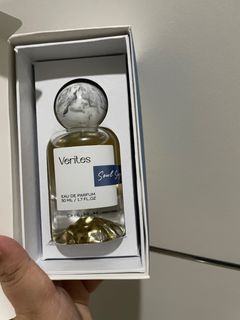 Verites
Soul
EAU DE PARFUM
50 ML / 1.7 FL.OZ